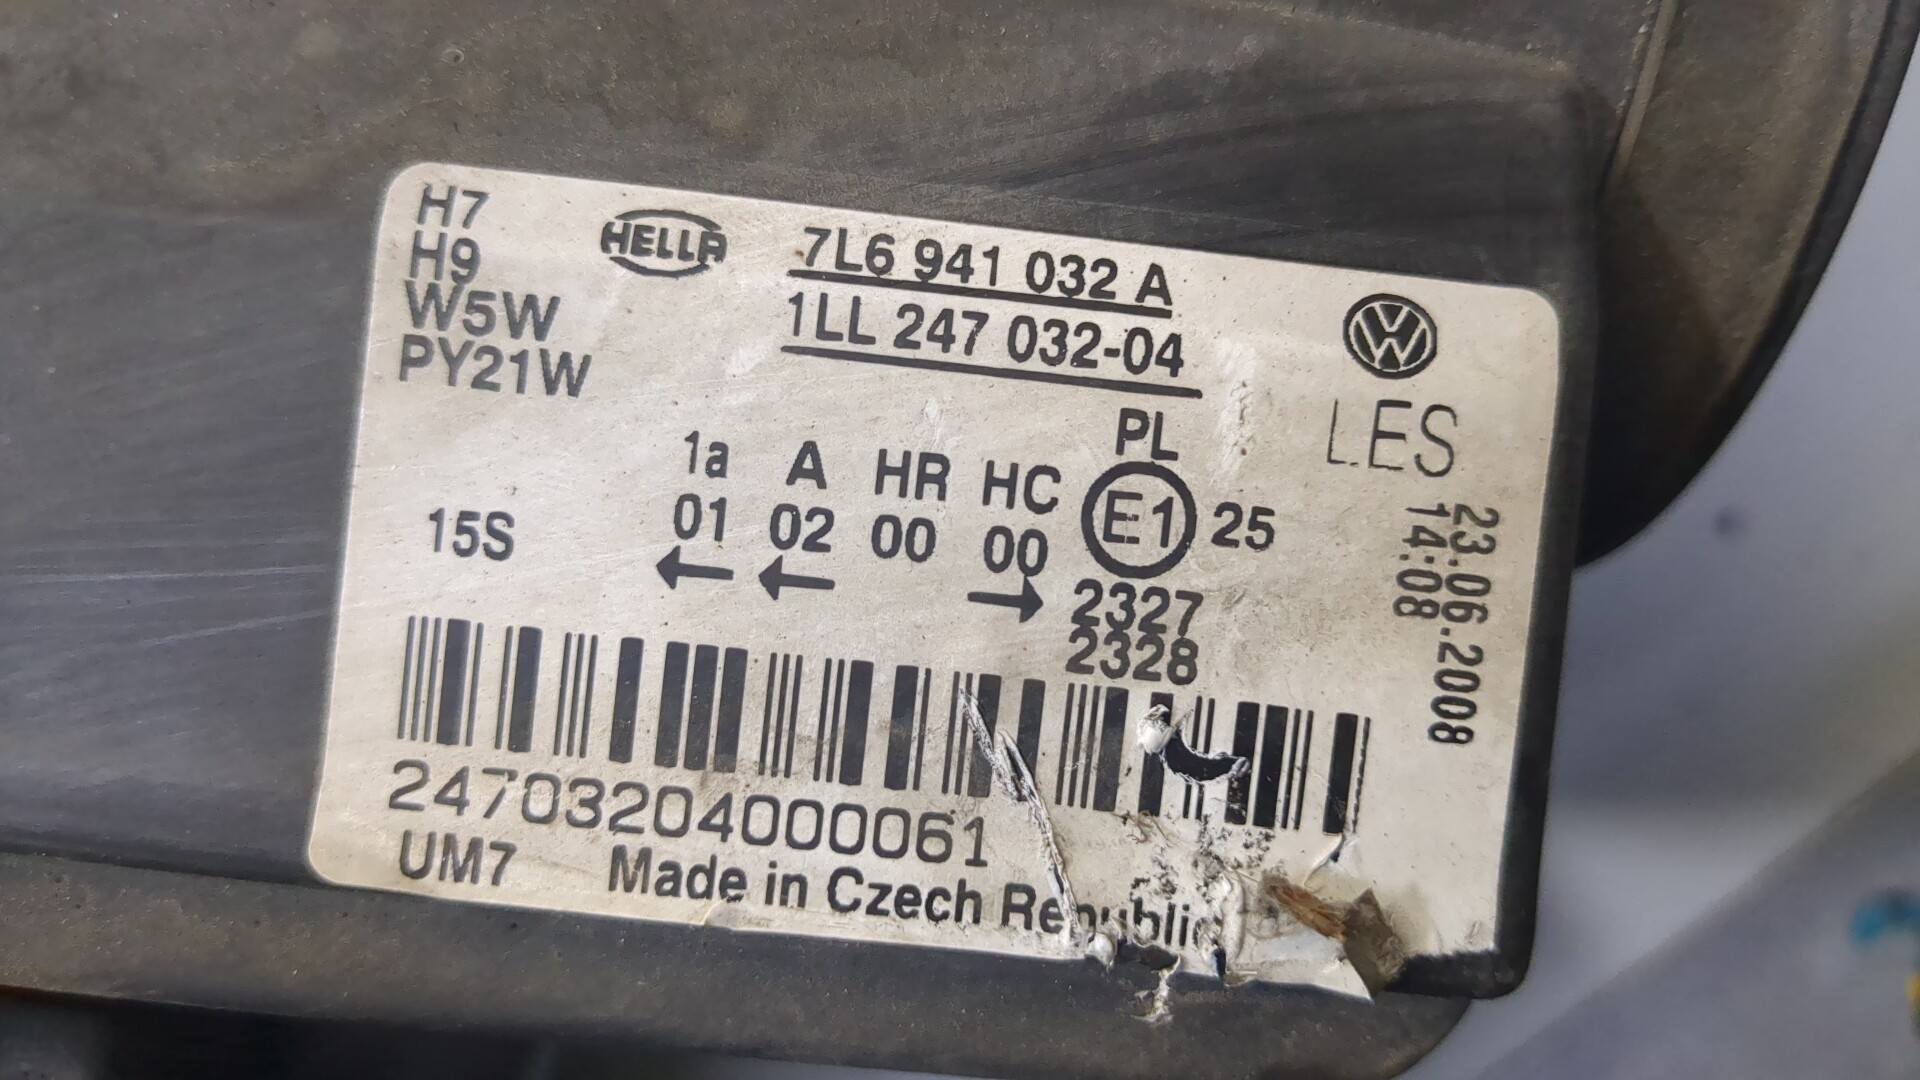 H7
H9
W5W
PY21W
HELLA
7L6 941 032 A
1LL 247 032-04
LES
PL
1a A HR HC E1 25
15S 01 02 00 00
2327
2328
23.06.2008
14:08
247032040000061
UM7 Made in Czech Republic